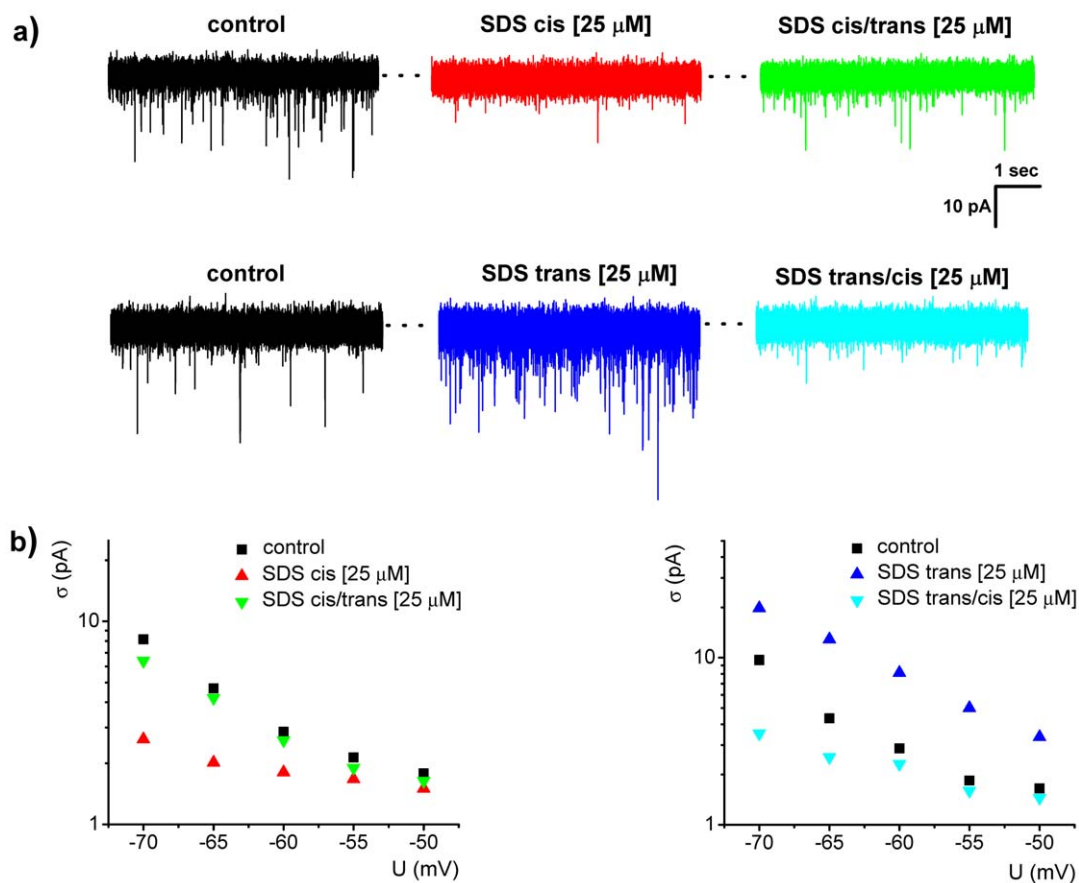 a)
control
SDS cis [25 μM]
SDS cis/trans [25 μM]
1 sec
10 pA
control
SDS trans [25 μM]
SDS trans/cis [25 μM]
b)
σ (pA)
10
1
control
SDS cis [25 μM]
SDS cis/trans [25 μM]
-70 -65 -60 -55 -50
U (mV)
σ (pA)
10
1
control
SDS trans [25 μM]
SDS trans/cis [25 μM]
-70 -65 -60 -55 -50
U (mV)